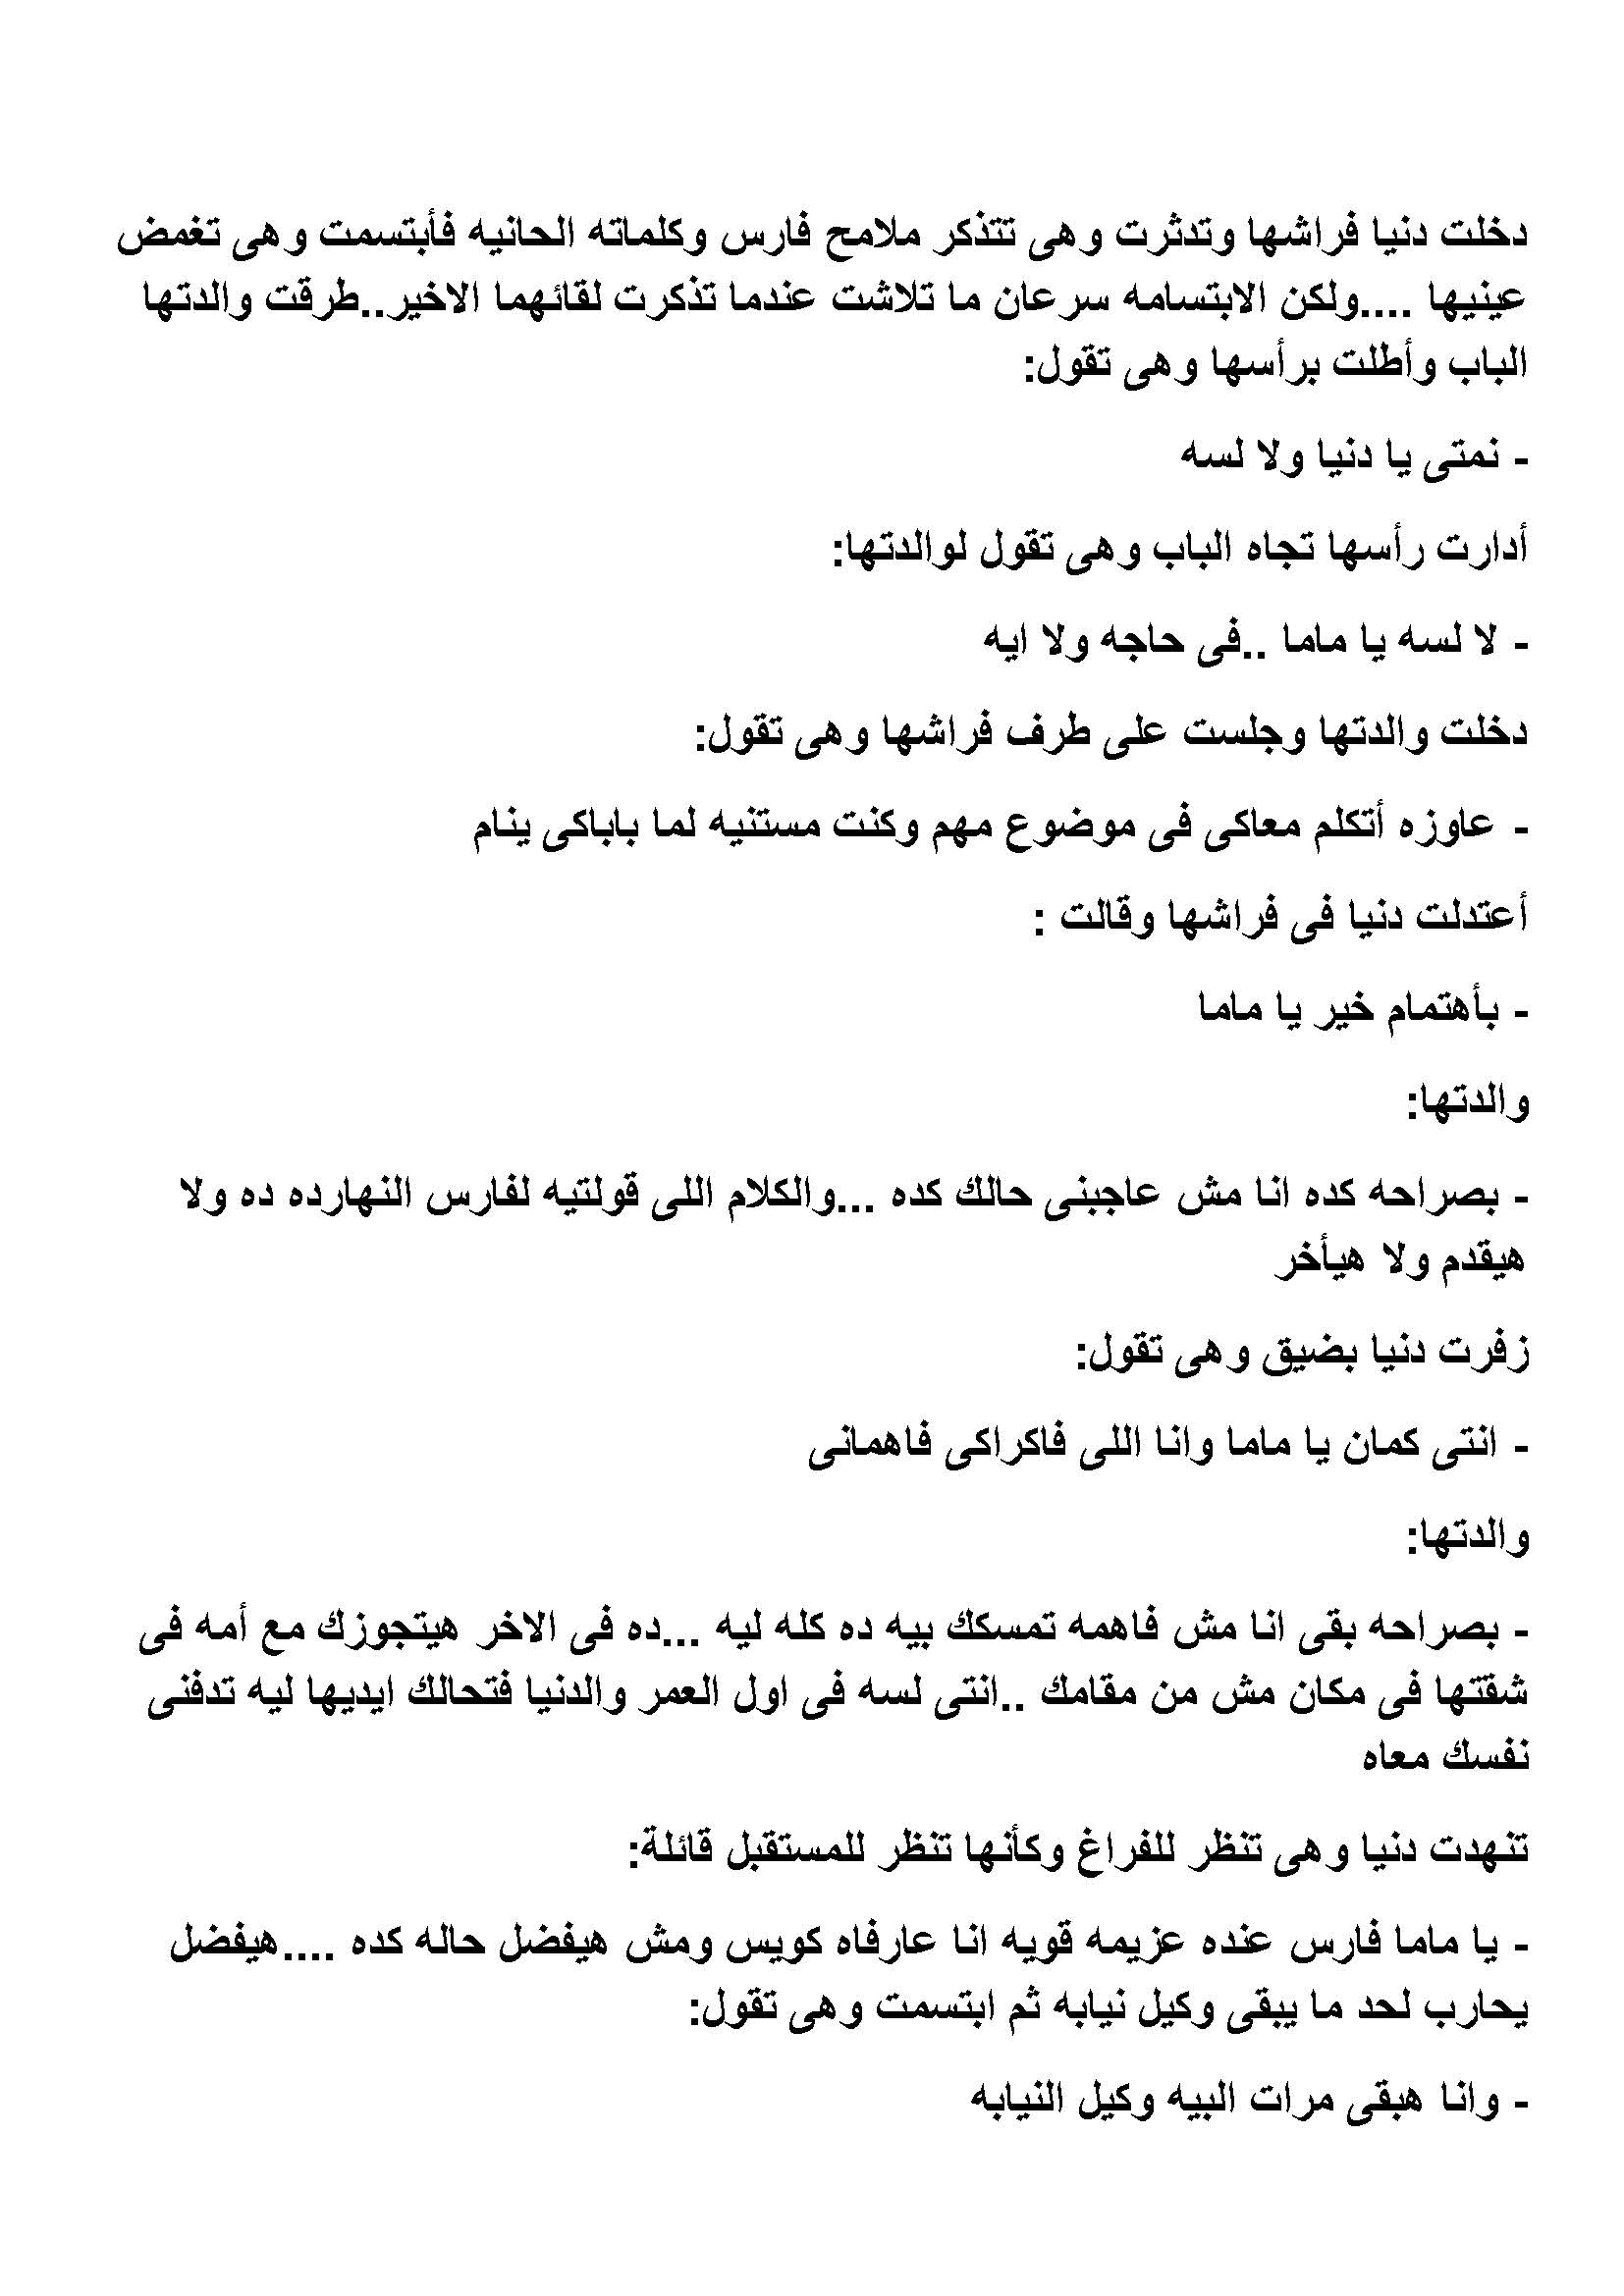 دخلت دنيا فراشها وتدثرت وهى تتذكر ملامح فارس وكلماته الحانيه فأبتسمت وهى تغمض
عينيها ....ولكن الابتسامه سرعان ما تلاشت عندما تذكرت لقائهما الاخير..طرقت والدتها
الباب وأطلت برأسها وهى تقول:
- نمتى يا دنيا ولا لسه
أدارت رأسها تجاه الباب وهى تقول لوالدتها:
- لا لسه يا ماما ..فى حاجه ولا ايه
دخلت والدتها وجلست على طرف فراشها وهى تقول:
- عاوزه أتكلم معاكى فى موضوع مهم وكنت مستنيه لما باباكى ينام
أعتدلت دنيا فى فراشها وقالت :
- بأهتمام خير يا ماما
والدتها:
- بصراحه كده انا مش عاجبنى حالك كده ...والكلام اللى قولتيه لفارس النهارده ده ولا
هيقدم ولا هيأخر
زفرت دنيا بضيق وهى تقول:
- انتى كمان يا ماما وانا اللى فاكراكى فاهمانى
والدتها:
- بصراحه بقى انا مش فاهمه تمسكك بيه ده كله ليه ...ده فى الاخر هيتجوزك مع أمه فى
شقتها فى مكان مش من مقامك ..انتى لسه فى اول العمر والدنيا فتحالك ايديها ليه تدفنى
نفسك معاه
تنهدت دنيا وهى تنظر للفراغ وكأنها تنظر للمستقبل قائلة:
- يا ماما فارس عنده عزيمه قويه انا عارفاه كويس ومش هيفضل حاله كده ....هيفضل
يحارب لحد ما يبقى وكيل نيابه ثم ابتسمت وهى تقول:
- وانا هبقى مرات البيه وكيل النيابه